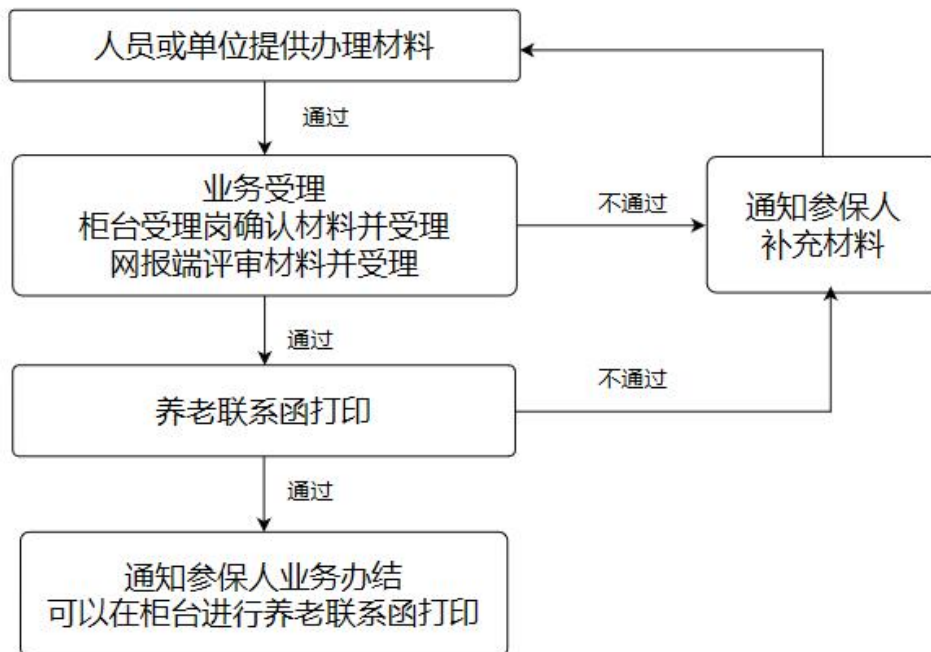 人员或单位提供办理材料
通过
业务受理
柜台受理岗确认材料并受理
网报端评审材料并受理
不通过
通知参保人
补充材料
通过
养老联系函打印
不通过
通过
通知参保人业务办结
可以在柜台进行养老联系函打印